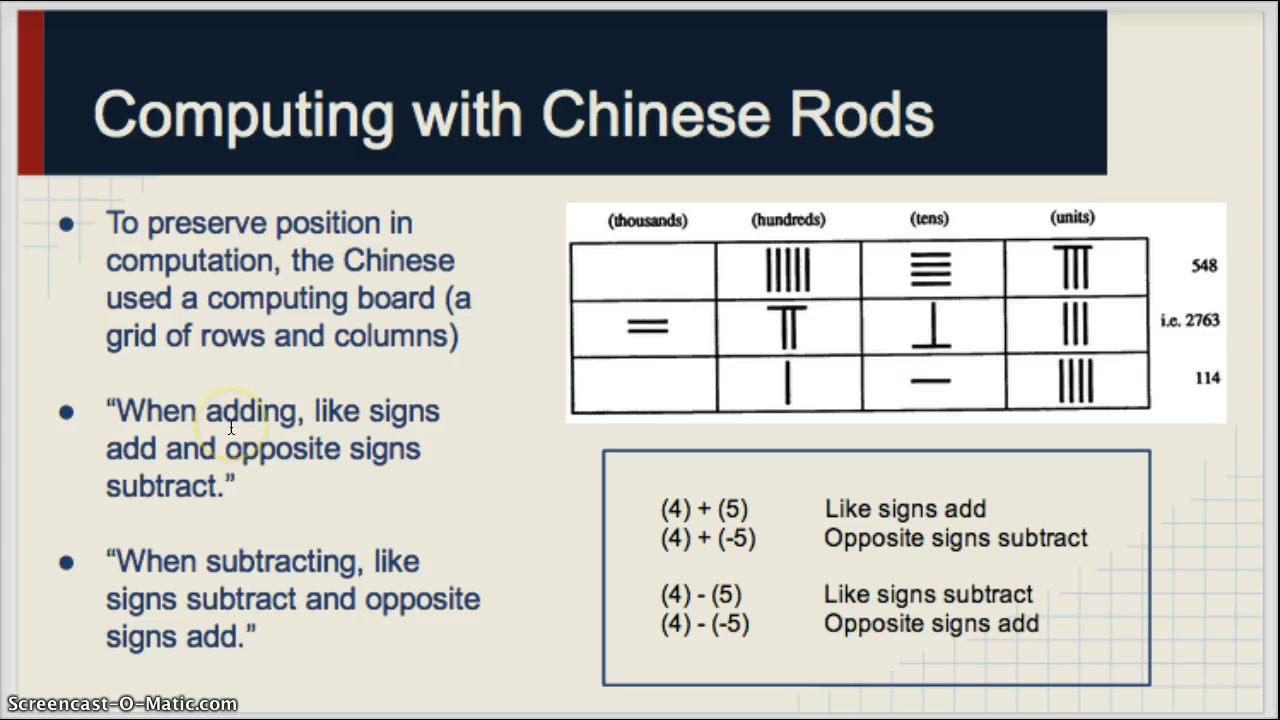 Computing with Chinese Rods
● To preserve position in
computation, the Chinese
used a computing board (a
grid of rows and columns)
● “When adding, like signs
add and opposite signs
subtract.”
● “When subtracting, like
signs subtract and opposite
signs add.”
(thousands) (hundreds) (tens) (units)
548
i.e. 2763
114
(4) + (5) Like signs add
(4) + (-5) Opposite signs subtract
(4) - (5) Like signs subtract
(4) - (-5) Opposite signs add
Screencast-O-Matic.com